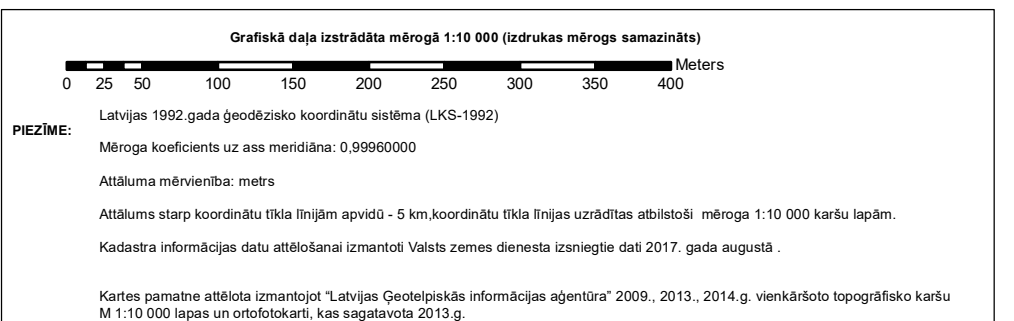 Grafiskā daļa izstrādāta mērogā 1:10 000 (izdrukas mērogs samazināts)
Meters
0 25 50 100 150 200 250 300 350 400
Latvijas 1992.gada ģeodēzisko koordinātu sistēma (LKS-1992)
PIEZĪME:
Mēroga koeficients uz ass meridiāna: 0,99960000
Attāluma mērvienība: metrs
Attālums starp koordinātu tīkla līnijām apvidū - 5 km,koordinātu tīkla līnijas uzrādītas atbilstoši mēroga 1:10 000 karšu lapām.
Kadastra informācijas datu attēlošanai izmantoti Valsts zemes dienesta izsniegtie dati 2017. gada augustā .
Kartes pamatne attēlota izmantojot “Latvijas Ģeotelpiskās informācijas aģentūra” 2009., 2013., 2014.g. vienkāršoto topogrāfisko karšu
M 1:10 000 lapas un ortofotokarti, kas sagatavota 2013.g.